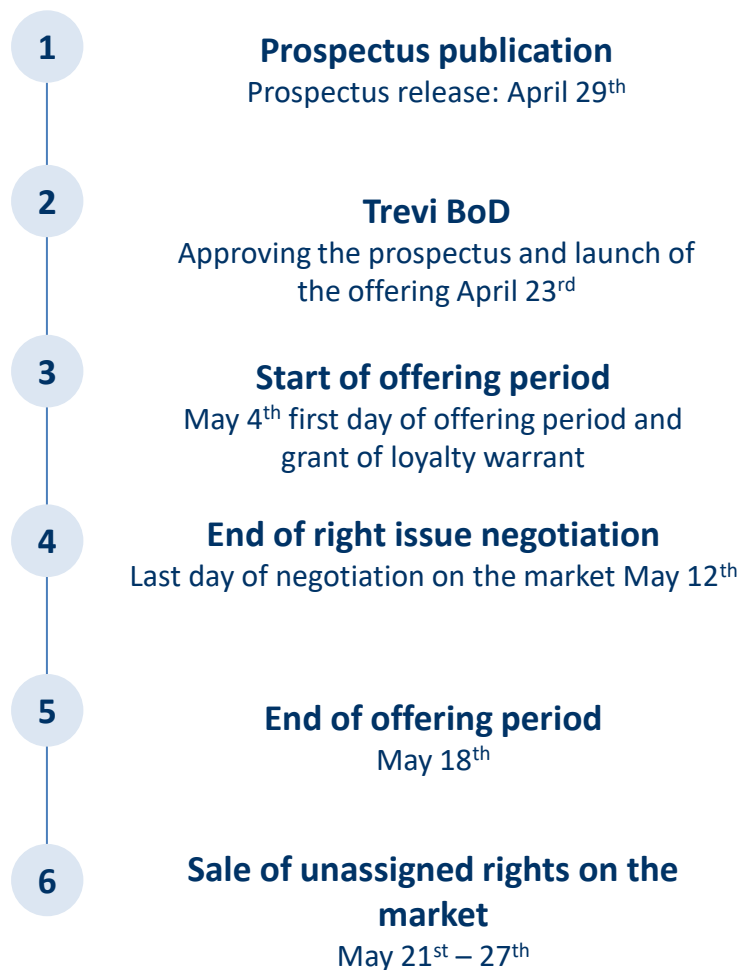 1
Prospectus publication
Prospectus release: April 29th
2
Trevi BoD
Approving the prospectus and launch of
the offering April 23rd
3
Start of offering period
May 4th first day of offering period and
grant of loyalty warrant
4
End of right issue negotiation
Last day of negotiation on the market May 12th
5
End of offering period
May 18th
6
Sale of unassigned rights on the
market
May 21st – 27th